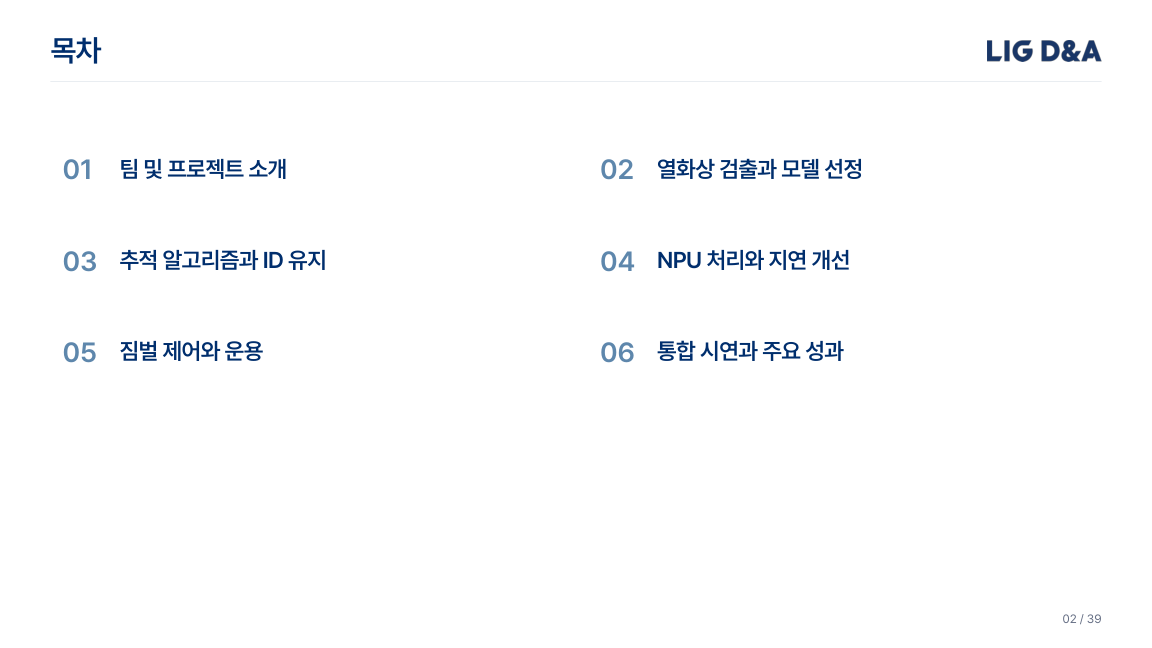 목차
LIG D&A
01 팀 및 프로젝트 소개
02 열화상 검출과 모델 선정
03 추적 알고리즘과 ID 유지
04 NPU 처리와 지연 개선
05 짐벌 제어와 운용
06 통합 시연과 주요 성과
02 / 39